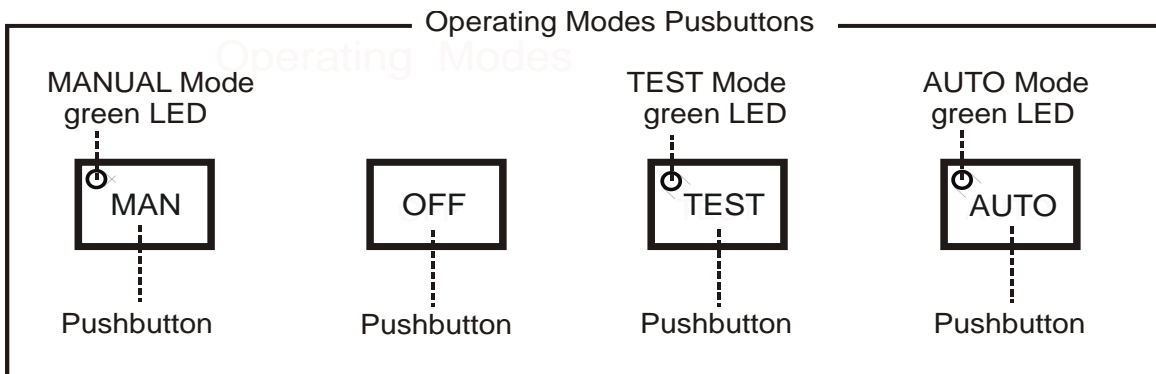 Operating Modes Pusbuttons
Operating Modes
MANUAL Mode
green LED
TEST Mode
green LED
AUTO Mode
green LED
MAN
OFF
TEST
AUTO
Pushbutton
Pushbutton
Pushbutton
Pushbutton